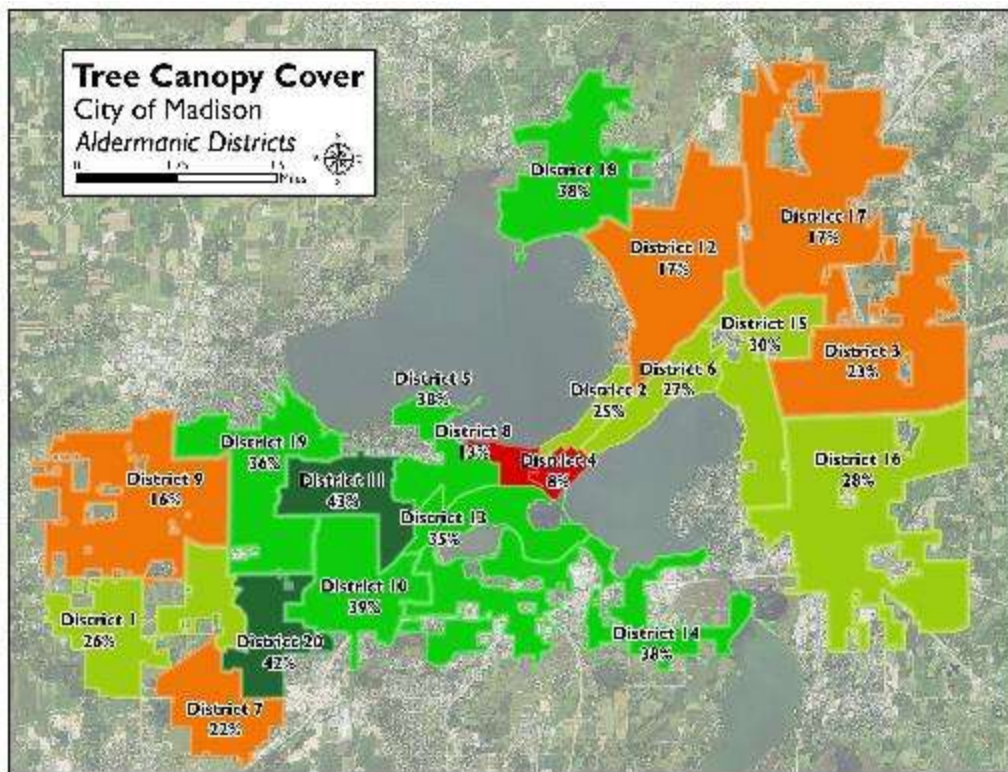 Tree Canopy Cover
City of Madison
Aldermanic Districts
Miles
District 18
38%
District 17
17%
District 12
17%
District 15
30%
District 3
23%
District 6
27%
District 2
25%
District 5
38%
District 8
13%
District 4
8%
District 19
36%
District 11
43%
District 9
16%
District 16
28%
District 13
35%
District 10
39%
District 1
26%
District 20
42%
District 14
38%
District 7
22%